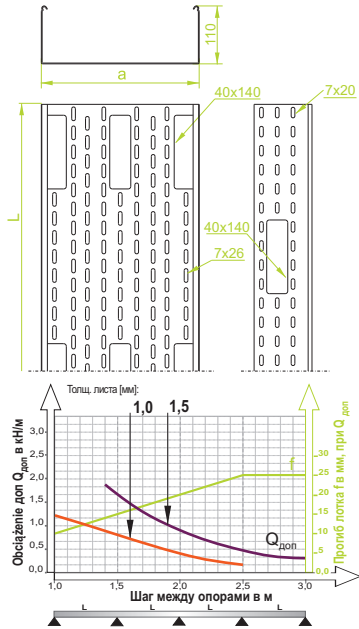 110
a
40x140
7x20
L
40x140
7x26
Толщ. листа [мм]:
1,0
1,5
Obciążenie доп Qдоп в кН/м
3,0
2,5
2,0
1,5
1,0
0,5
0,0
f
Qдоп
30
25
20
15
10
5
0,0
Прогиб лотка f в мм, при Q доп
1,0
1,5
2,0
2,5
3,0
Шаг между опорами в м
L
L
L
L